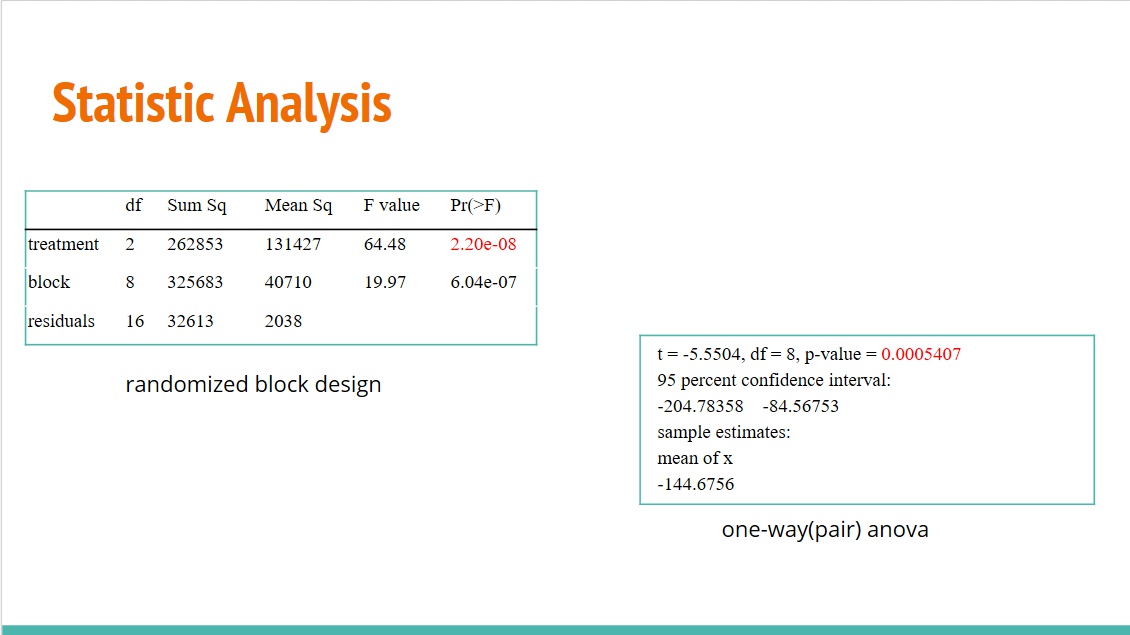 Statistic Analysis
df Sum Sq Mean Sq F value Pr(>F)
treatment 2 262853 131427 64.48 2.20e-08
block 8 325683 40710 19.97 6.04e-07
residuals 16 32613 2038
randomized block design
t = -5.5504, df = 8, p-value = 0.0005407
95 percent confidence interval:
-204.78358 -84.56753
sample estimates:
mean of x
-144.6756
one-way(pair) anova